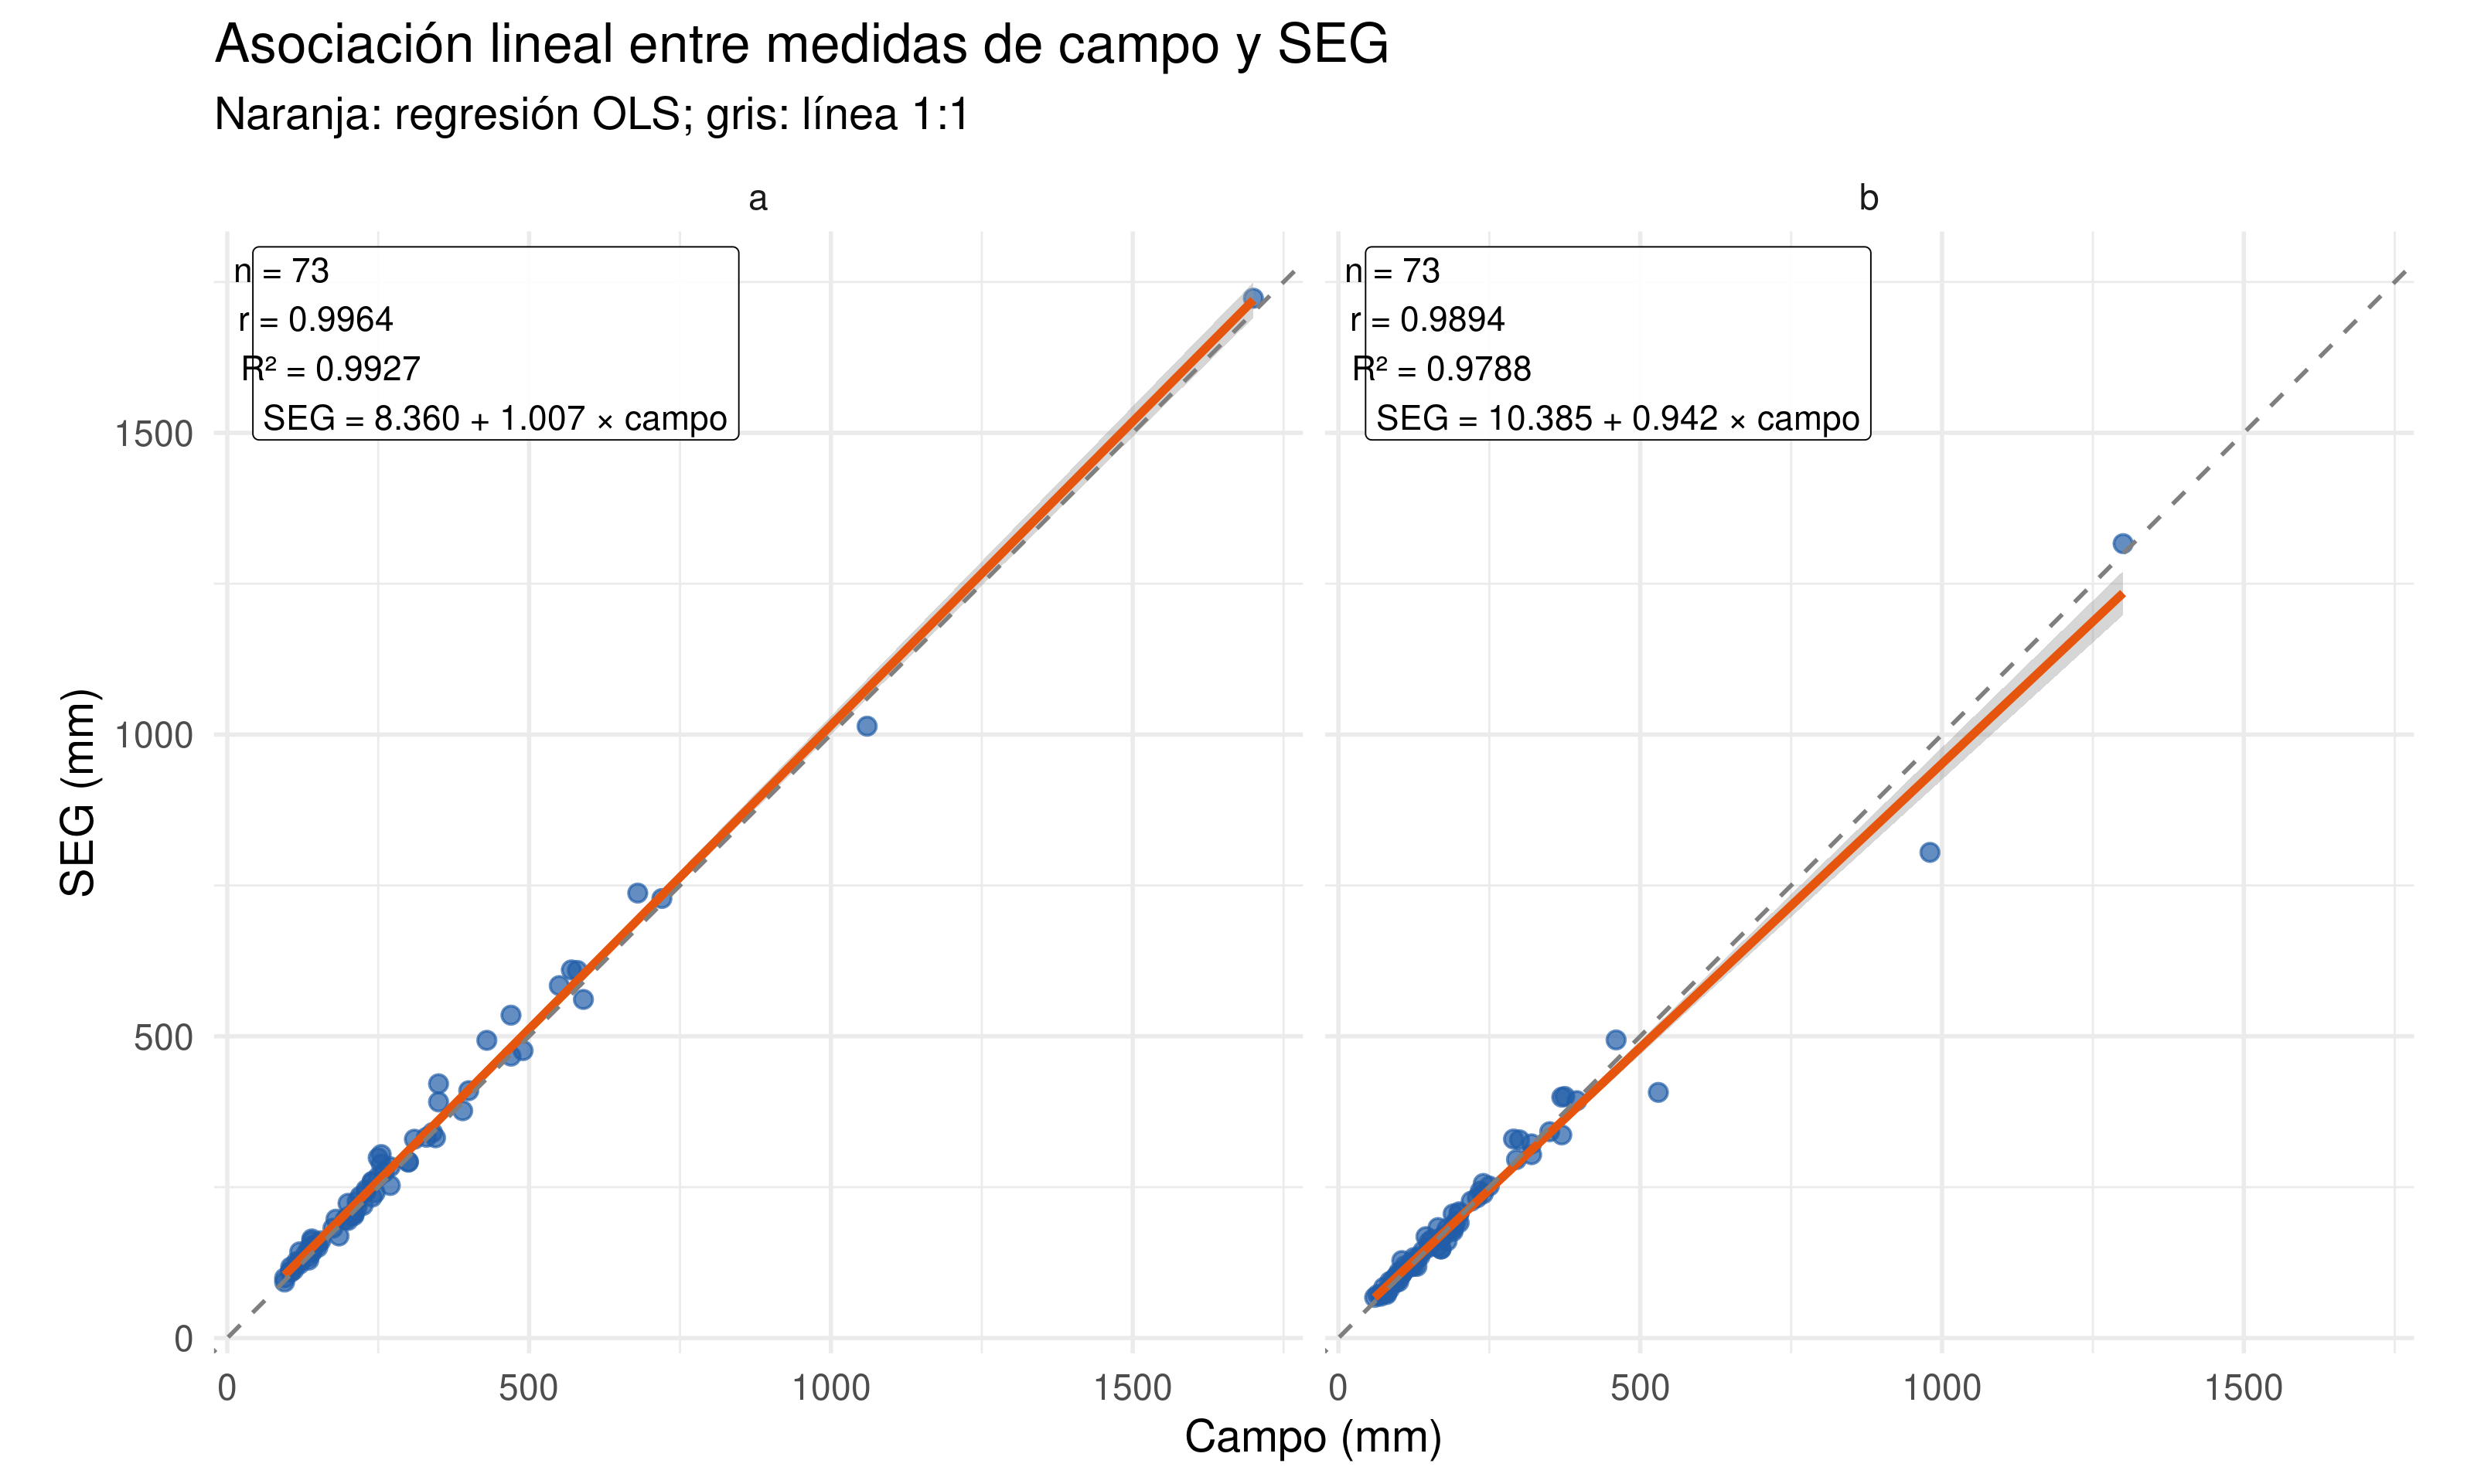 Asociación lineal entre medidas de campo y SEG
Naranja: regresión OLS; gris: línea 1:1
a
n = 73
r = 0.9964
R² = 0.9927
SEG = 8.360 + 1.007 × campo
b
n = 73
r = 0.9894
R² = 0.9788
SEG = 10.385 + 0.942 × campo
SEG (mm)
1500
1000
500
0
0 500 1000 1500
0 500 1000 1500
Campo (mm)